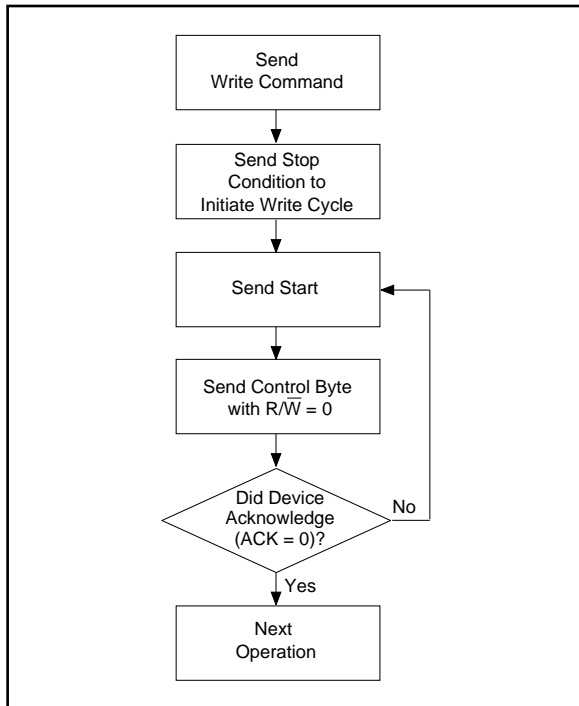 Send
Write Command
Send Stop
Condition to
Initiate Write Cycle
Send Start
Send Control Byte
with R/W̅ = 0
Did Device
Acknowledge
(ACK = 0)?
No
Yes
Next
Operation